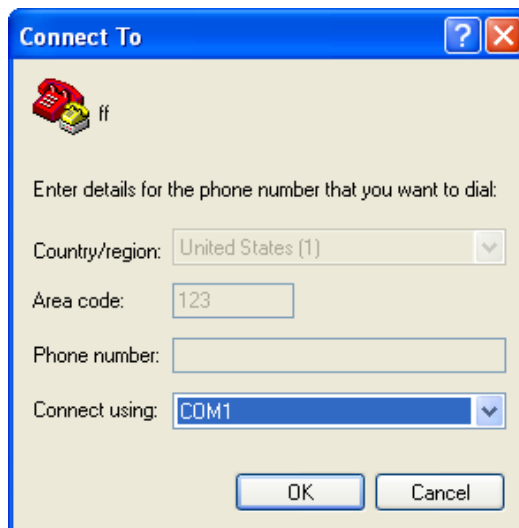 Connect To
ff
Enter details for the phone number that you want to dial:
Country/region: United States (1)
Area code: 123
Phone number:
Connect using: COM1
OK Cancel